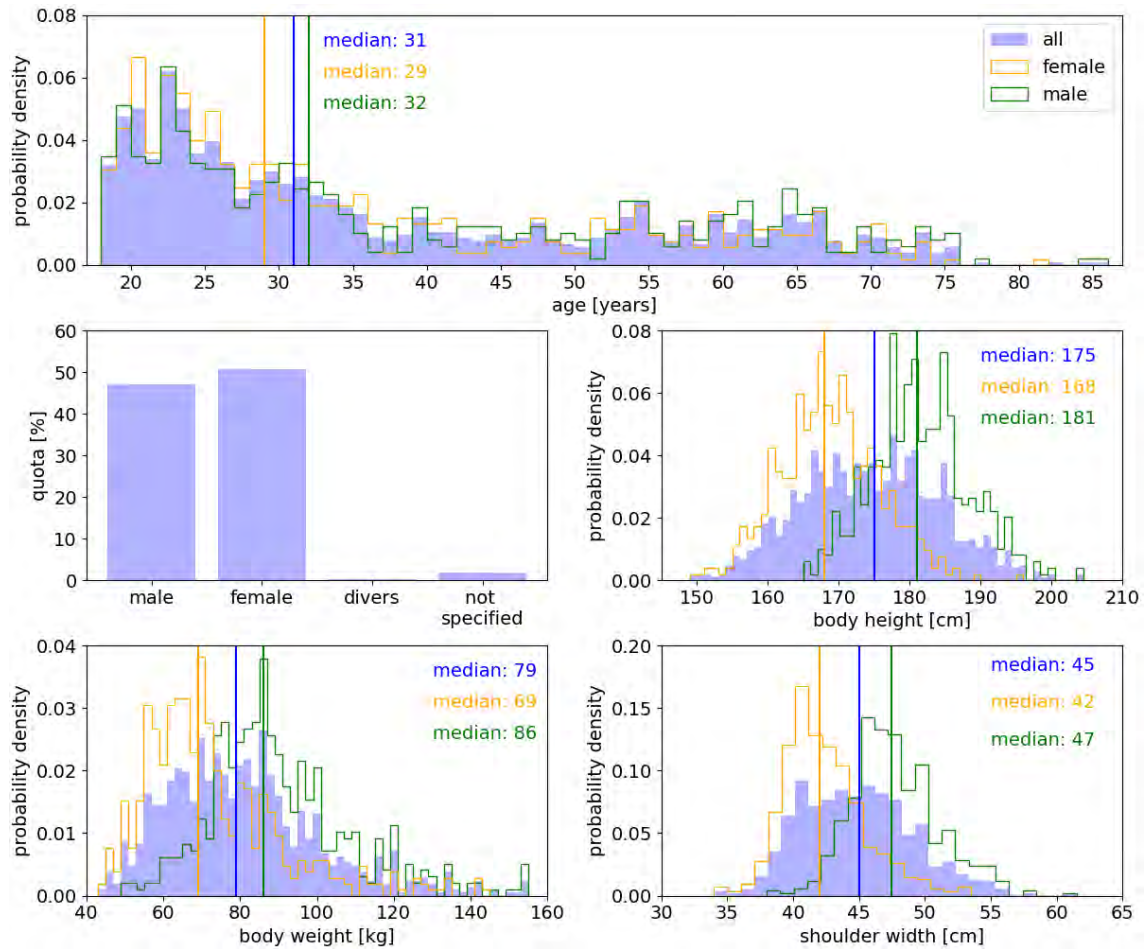 0.08
0.06
0.04
0.02
0.00
probability density
median: 31
median: 29
median: 32
all
female
male
20 25 30 35 40 45 50 55 60 65 70 75 80 85
age [years]
60
50
40
30
20
10
0
quota [%]
male female divers not
specified
0.08
0.06
0.04
0.02
0.00
probability density
median: 175
median: 168
median: 181
150 160 170 180 190 200 210
body height [cm]
0.04
0.03
0.02
0.01
0.00
probability density
median: 79
median: 69
median: 86
40 60 80 100 120 140 160
body weight [kg]
0.20
0.15
0.10
0.05
0.00
probability density
median: 45
median: 42
median: 47
30 35 40 45 50 55 60 65
shoulder width [cm]